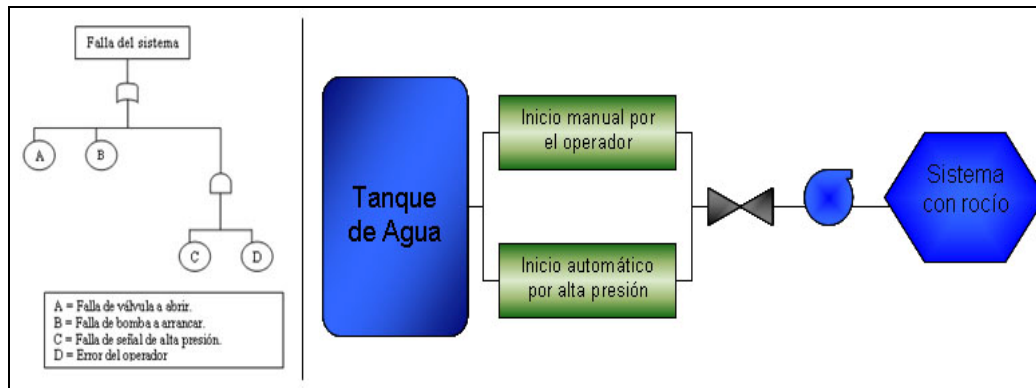 Falla del sistema
A
B
C
D
A = Falla de válvula a abrir.
B = Falla de bomba a arrancar.
C = Falla de señal de alta presión.
D = Error del operador
Tanque
de Agua
Inicio manual por
el operador
Inicio automático
por alta presión
Sistema
con rocío